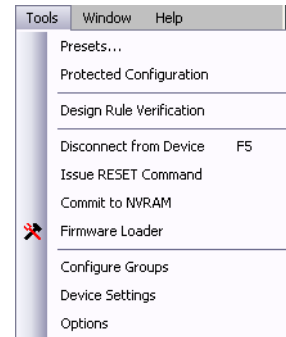 Tools Window Help
Presets...
Protected Configuration
Design Rule Verification
Disconnect from Device F5
Issue RESET Command
Commit to NVRAM
Firmware Loader
Configure Groups
Device Settings
Options